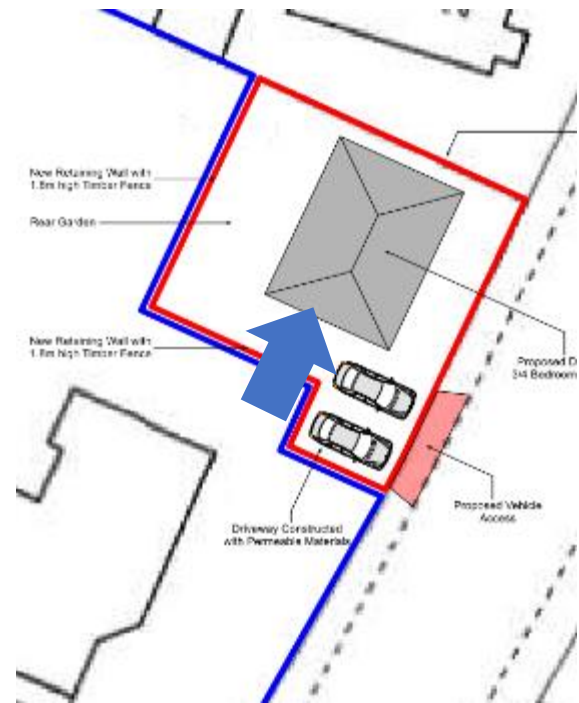 New Retaining Wall with
1.8m high Timber Fence
Rear Garden
New Retaining Wall with
1.8m high Timber Fence
Proposed D
3/4 Bedroom
Proposed Vehicle
Access
Driveway Constructed
with Permeable Materials